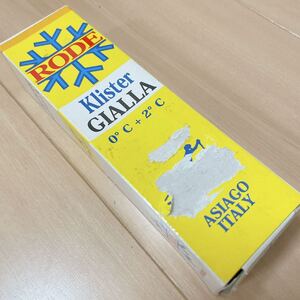 RODE
Klister
GIALLA
0°C + 2°C
ASIAGO
ITALY